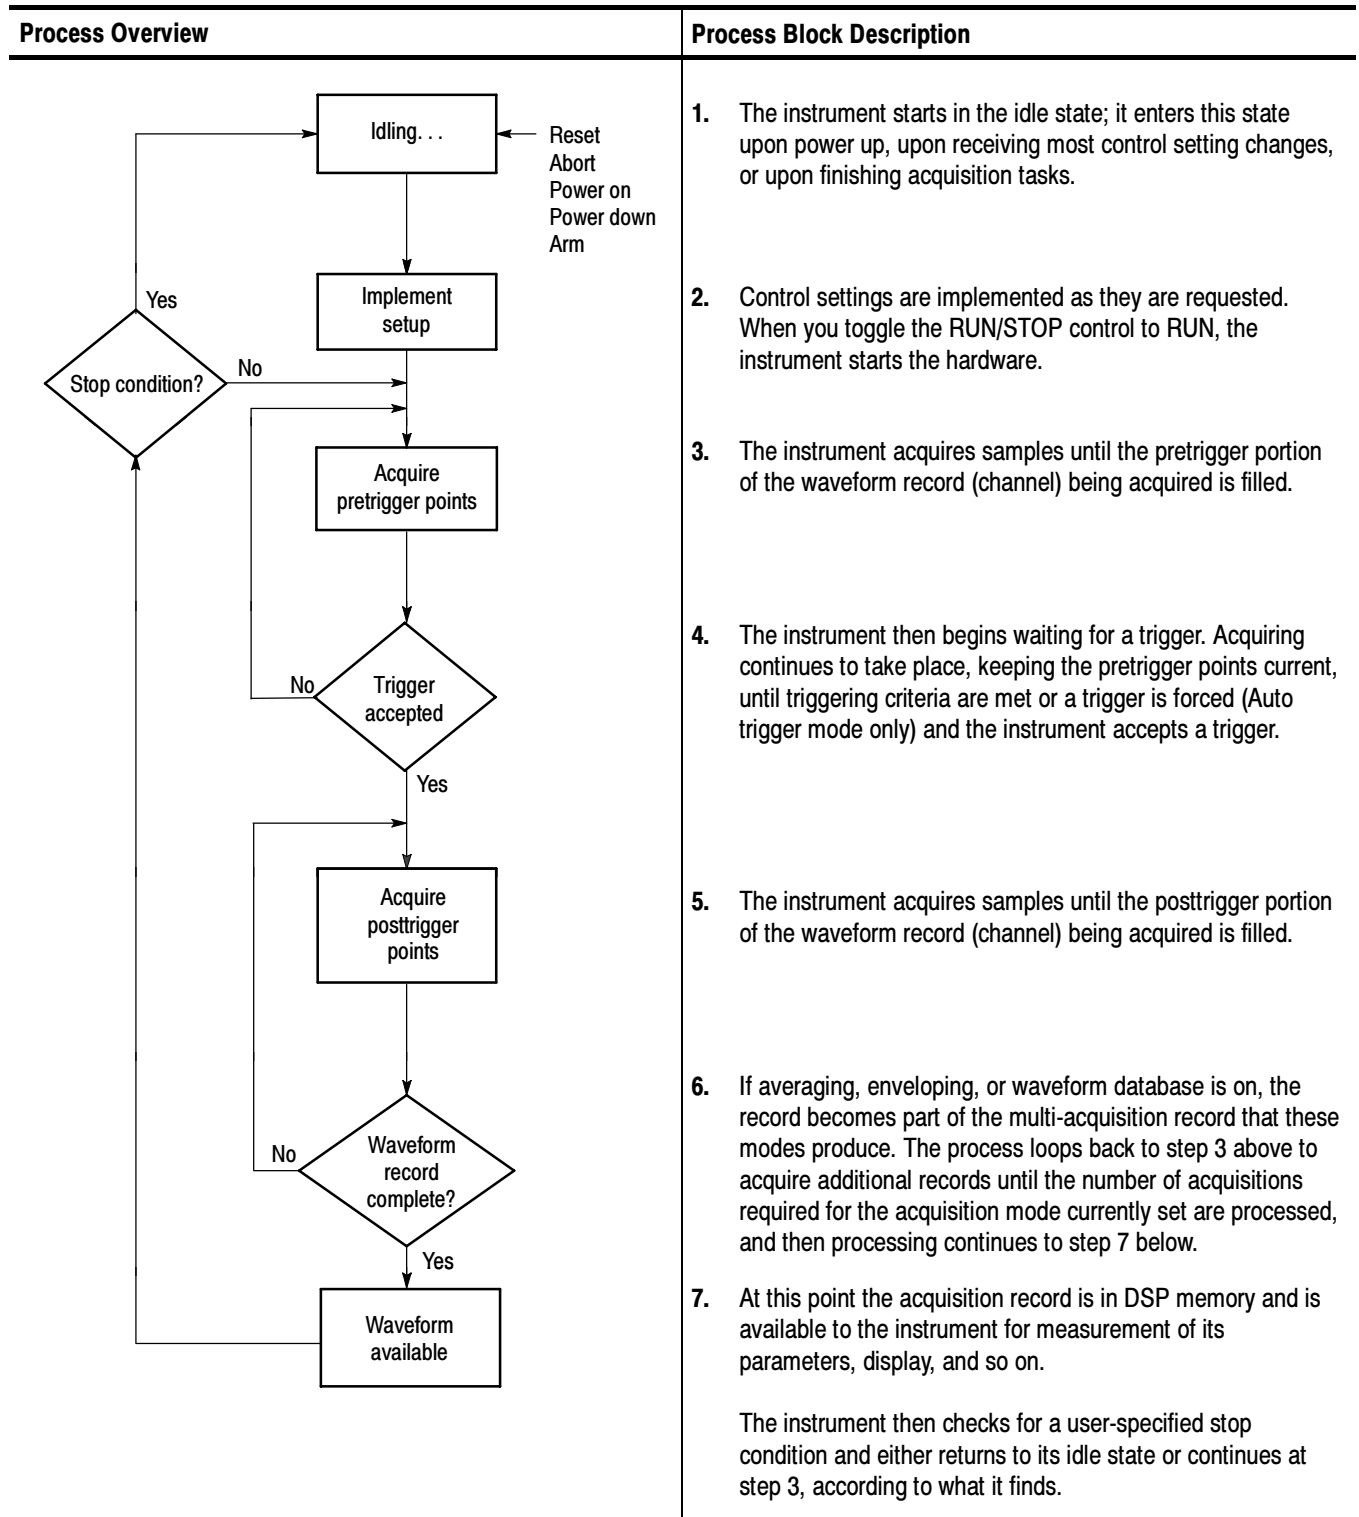 Process Overview
Process Block Description
Idling. . .
Reset
Abort
Power on
Power down
Arm
Implement
setup
Yes
Stop condition?
No
Acquire
pretrigger points
No
Trigger
accepted
Yes
Acquire
posttrigger
points
No
Waveform
record
complete?
Yes
Waveform
available
1. The instrument starts in the idle state; it enters this state
upon power up, upon receiving most control setting changes,
or upon finishing acquisition tasks.
2. Control settings are implemented as they are requested.
When you toggle the RUN/STOP control to RUN, the
instrument starts the hardware.
3. The instrument acquires samples until the pretrigger portion
of the waveform record (channel) being acquired is filled.
4. The instrument then begins waiting for a trigger. Acquiring
continues to take place, keeping the pretrigger points current,
until triggering criteria are met or a trigger is forced (Auto
trigger mode only) and the instrument accepts a trigger.
5. The instrument acquires samples until the posttrigger portion
of the waveform record (channel) being acquired is filled.
6. If averaging, enveloping, or waveform database is on, the
record becomes part of the multi-acquisition record that these
modes produce. The process loops back to step 3 above to
acquire additional records until the number of acquisitions
required for the acquisition mode currently set are processed,
and then processing continues to step 7 below.
7. At this point the acquisition record is in DSP memory and is
available to the instrument for measurement of its
parameters, display, and so on.
The instrument then checks for a user-specified stop
condition and either returns to its idle state or continues at
step 3, according to what it finds.